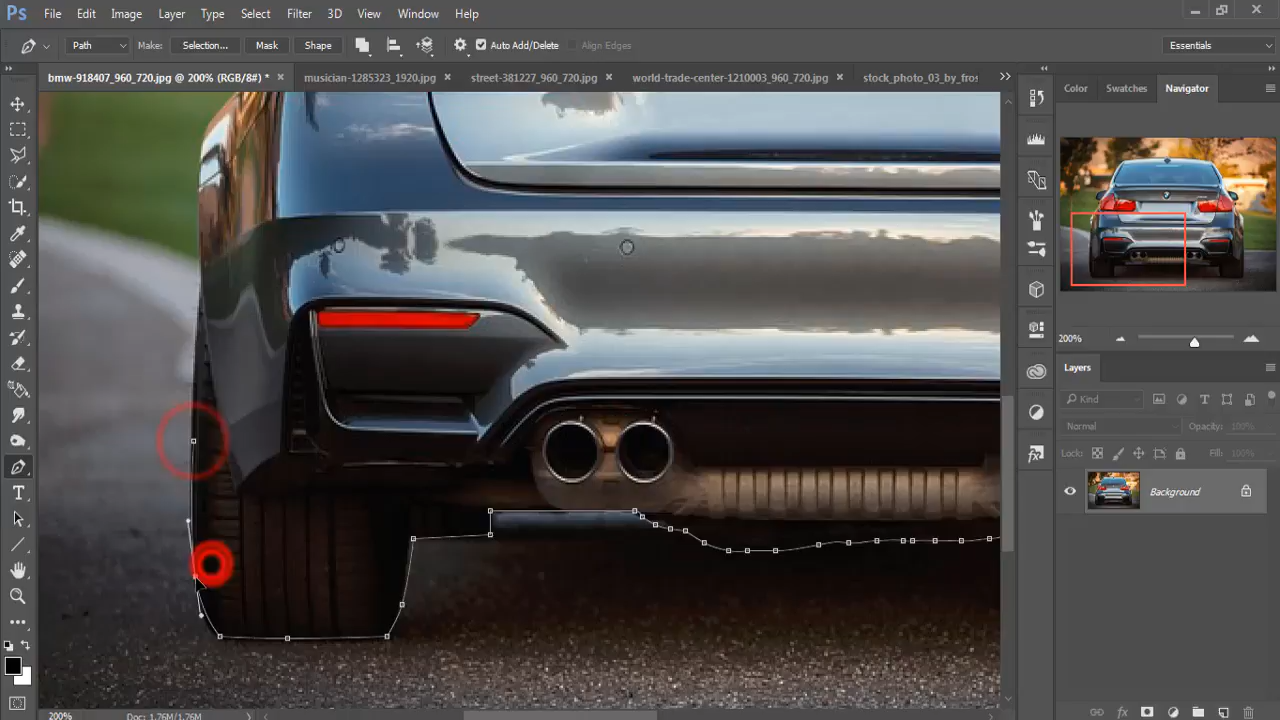 Ps File Edit Image Layer Type Select Filter 3D View Window Help
Path Make: Selection... Mask Shape Auto Add/Delete Align Edges Essentials
bmw-918407_960_720.jpg @ 200% (RGB/8#) * × musician-1285323_1920.jpg × street-381227_960_720.jpg × world-trade-center-1210003_960_720.jpg × stock_photo_03_by_fros
Color Swatches Navigator
200%
Layers
Kind
Normal Opacity: 100%
Lock: Fill: 100%
Background
200% Doc: 1.76M/1.76M